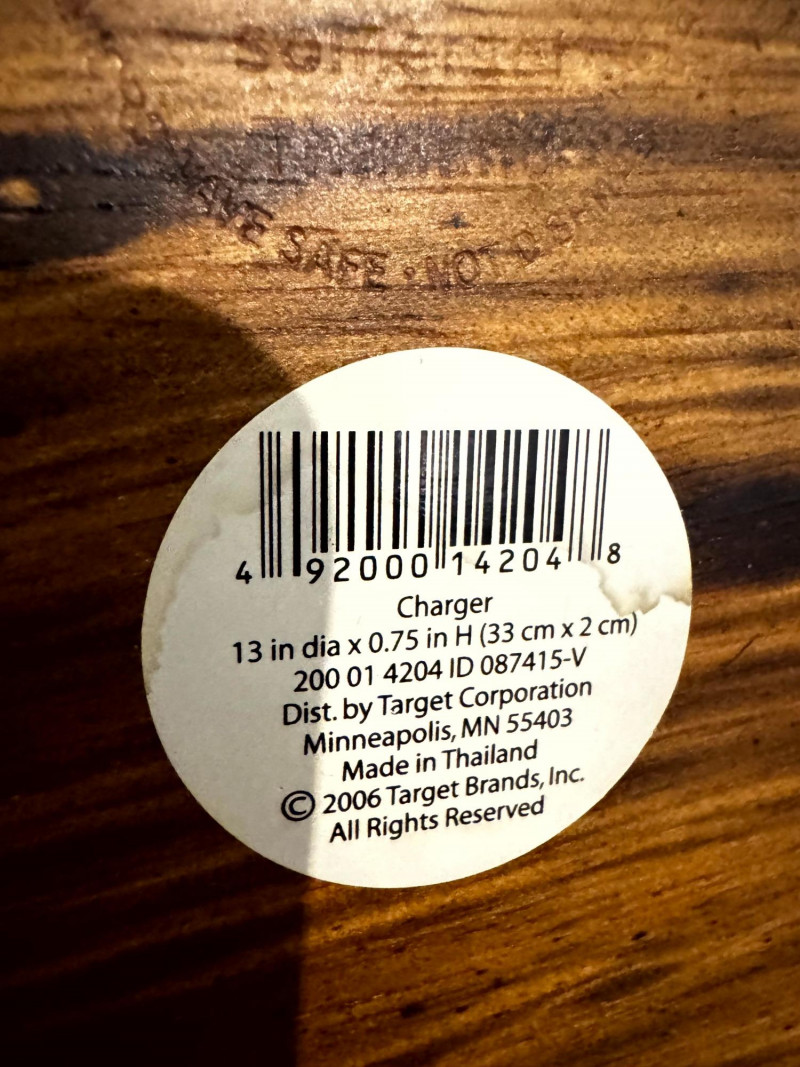 SAFE • NOT
4 92000 14204 8
Charger
13 in dia x 0.75 in H (33 cm x 2 cm)
200 01 4204 ID 087415-V
Dist. by Target Corporation
Minneapolis, MN 55403
Made in Thailand
© 2006 Target Brands, Inc.
All Rights Reserved